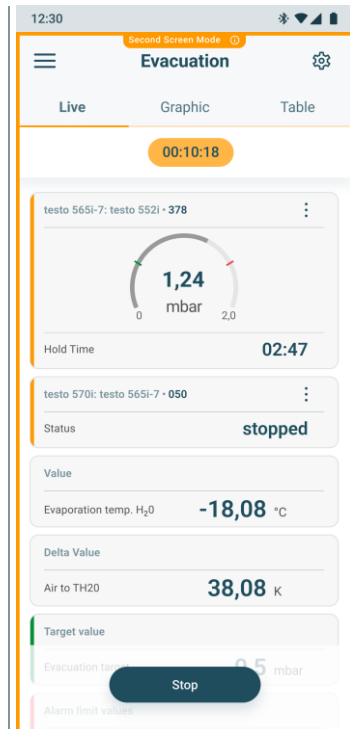 12:30
Second Screen Mode
Evacuation
Live Graphic Table
00:10:18
testo 565i-7: testo 552i • 378
1,24
mbar
0 2,0
Hold Time 02:47
testo 570i: testo 565i-7 • 050
Status stopped
Value
Evaporation temp. H₂0 -18,08 °C
Delta Value
Air to TH20 38,08 K
Target value
Evacuation target 0,5 mbar
Stop
Alarm limit values